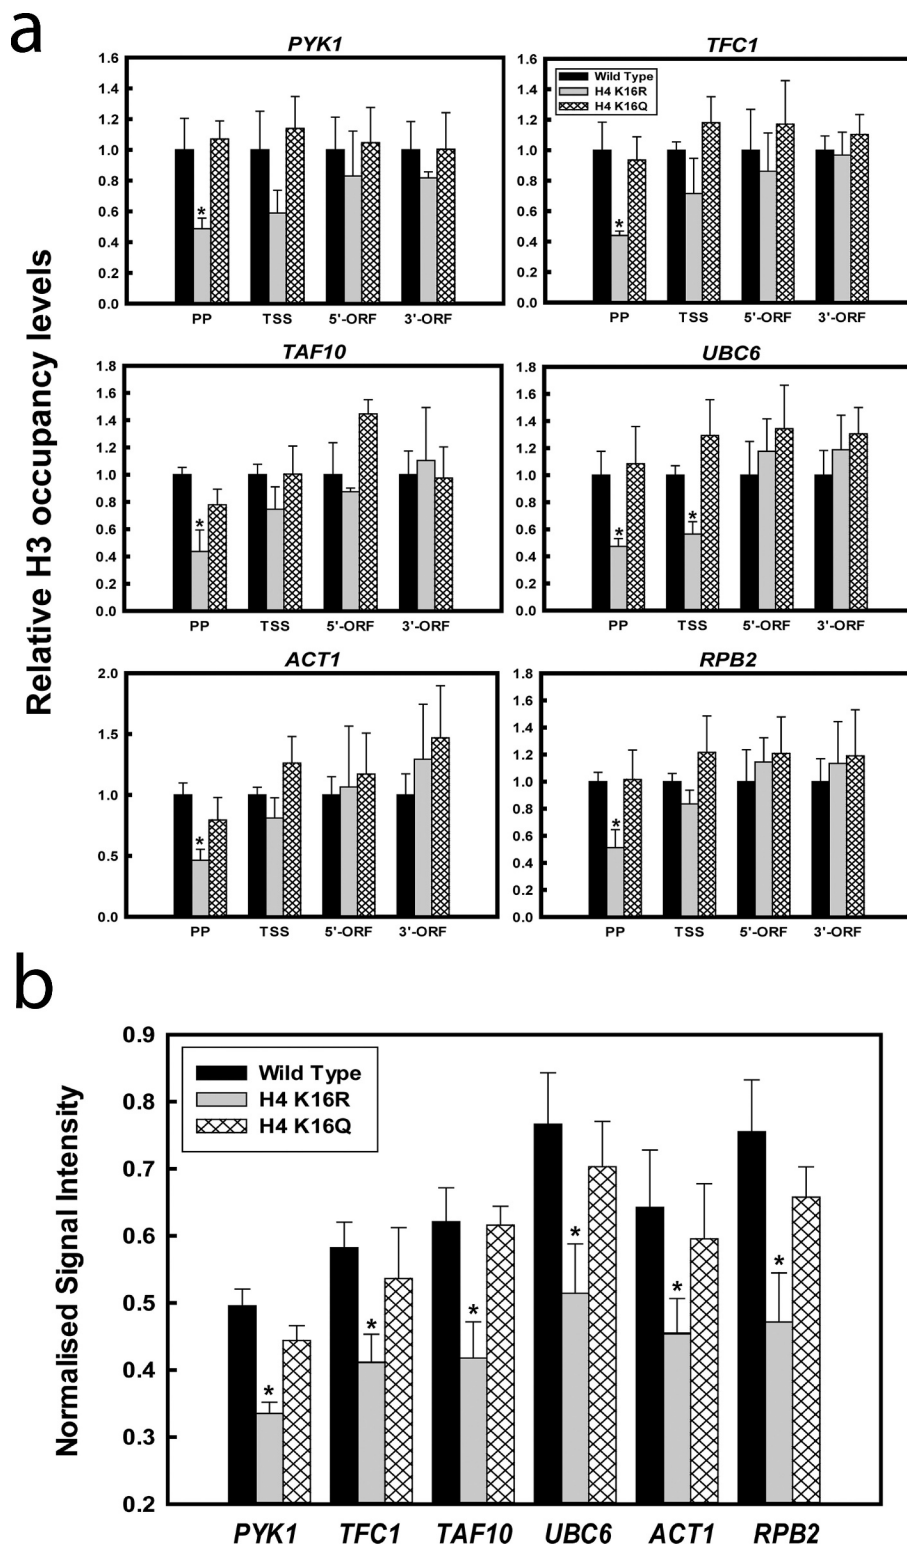 a
PYK1
TFC1
1.6
1.4
1.2
1.0
0.8
0.6
0.4
0.2
0.0
* 
PP TSS 5'-ORF 3'-ORF
1.6
1.4
1.2
1.0
0.8
0.6
0.4
0.2
0.0
Wild Type
H4 K16R
H4 K16Q
*
PP TSS 5'-ORF 3'-ORF
Relative H3 occupancy levels
TAF10
UBC6
1.8
1.6
1.4
1.2
1.0
0.8
0.6
0.4
0.2
0.0
*
PP TSS 5'-ORF 3'-ORF
1.8
1.6
1.4
1.2
1.0
0.8
0.6
0.4
0.2
0.0
* *
PP TSS 5'-ORF 3'-ORF
ACT1
RPB2
2.0
1.5
1.0
0.5
0.0
*
PP TSS 5'-ORF 3'-ORF
1.8
1.6
1.4
1.2
1.0
0.8
0.6
0.4
0.2
0.0
*
PP TSS 5'-ORF 3'-ORF
b
Normalised Signal Intensity
0.9
0.8
0.7
0.6
0.5
0.4
0.3
0.2
Wild Type
H4 K16R
H4 K16Q
* * * * * *
PYK1 TFC1 TAF10 UBC6 ACT1 RPB2